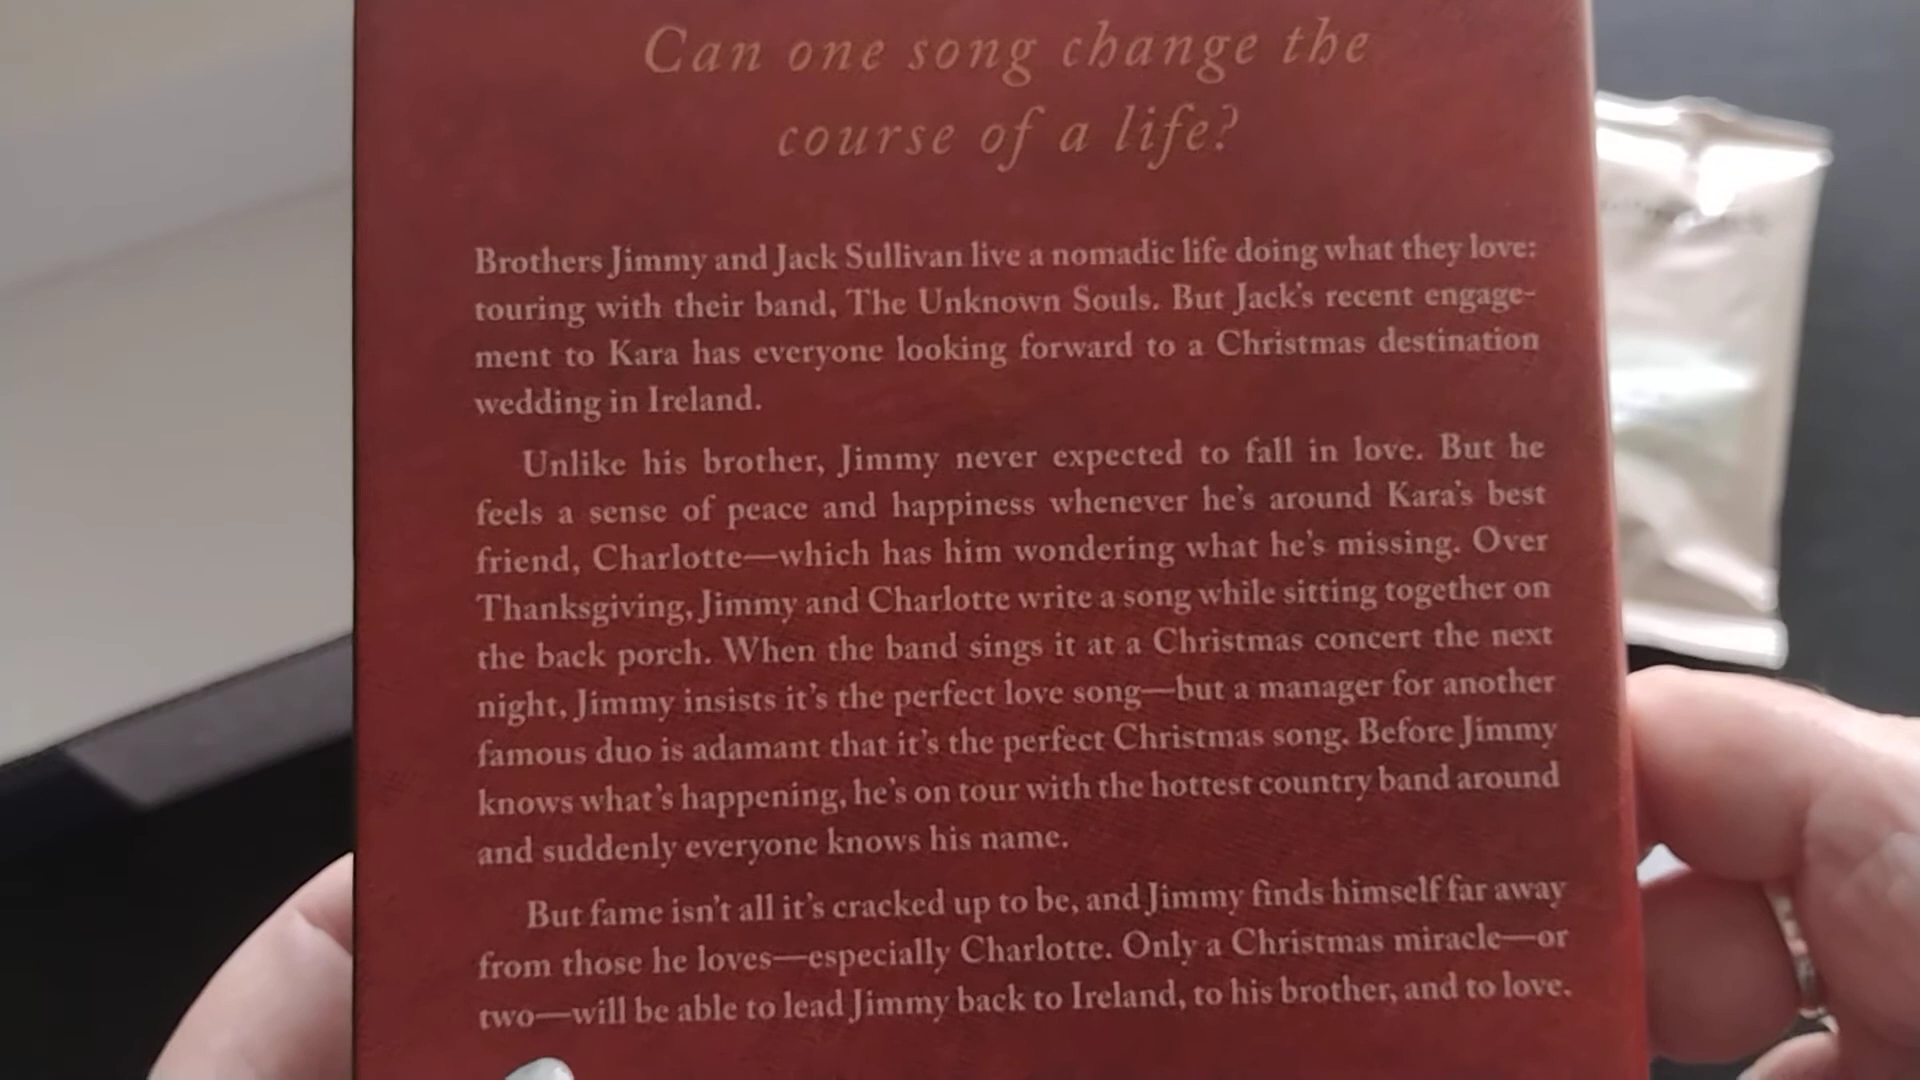 Can one song change the
course of a life?
Brothers Jimmy and Jack Sullivan live a nomadic life doing what they love:
touring with their band, The Unknown Souls. But Jack's recent engage-
ment to Kara has everyone looking forward to a Christmas destination
wedding in Ireland.
Unlike his brother, Jimmy never expected to fall in love. But he
feels a sense of peace and happiness whenever he's around Kara's best
friend, Charlotte—which has him wondering what he's missing. Over
Thanksgiving, Jimmy and Charlotte write a song while sitting together on
the back porch. When the band sings it at a Christmas concert the next
night, Jimmy insists it's the perfect love song—but a manager for another
famous duo is adamant that it's the perfect Christmas song. Before Jimmy
knows what's happening, he's on tour with the hottest country band around
and suddenly everyone knows his name.
But fame isn't all it's cracked up to be, and Jimmy finds himself far away
from those he loves—especially Charlotte. Only a Christmas miracle—or
two—will be able to lead Jimmy back to Ireland, to his brother, and to love.